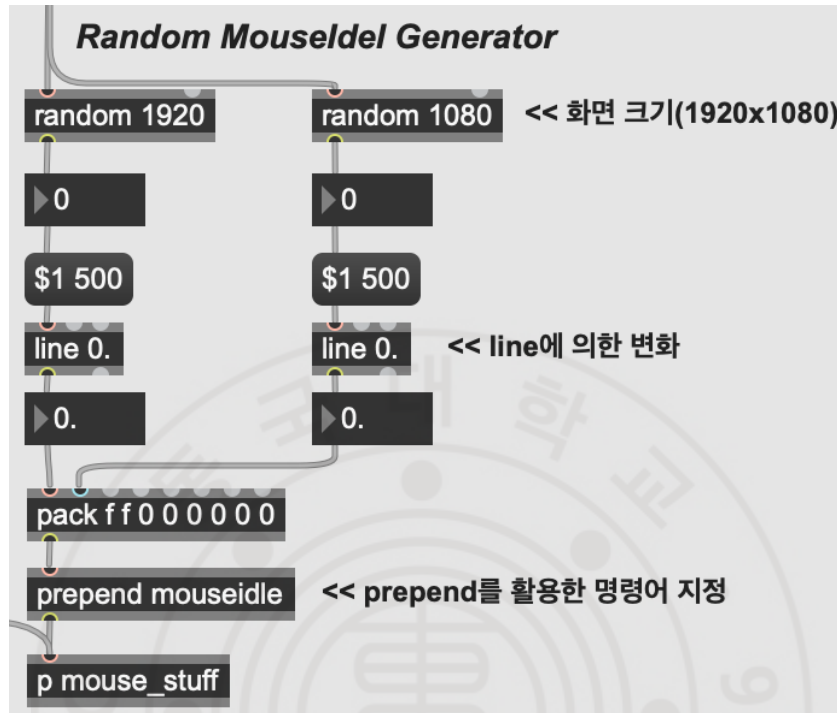 Random Mouseldel Generator
random 1920
random 1080
<< 화면 크기(1920x1080)
0
0
$1 500
$1 500
line 0.
line 0.
<< line에 의한 변화
0.
0.
pack f f 0 0 0 0 0 0
prepend mouseidle
<< prepend를 활용한 명령어 지정
p mouse_stuff
대
학
교